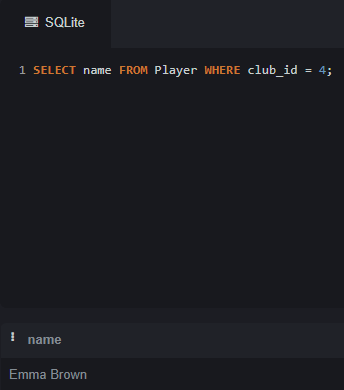 SQLite
1 SELECT name FROM Player WHERE club_id = 4;
name
Emma Brown